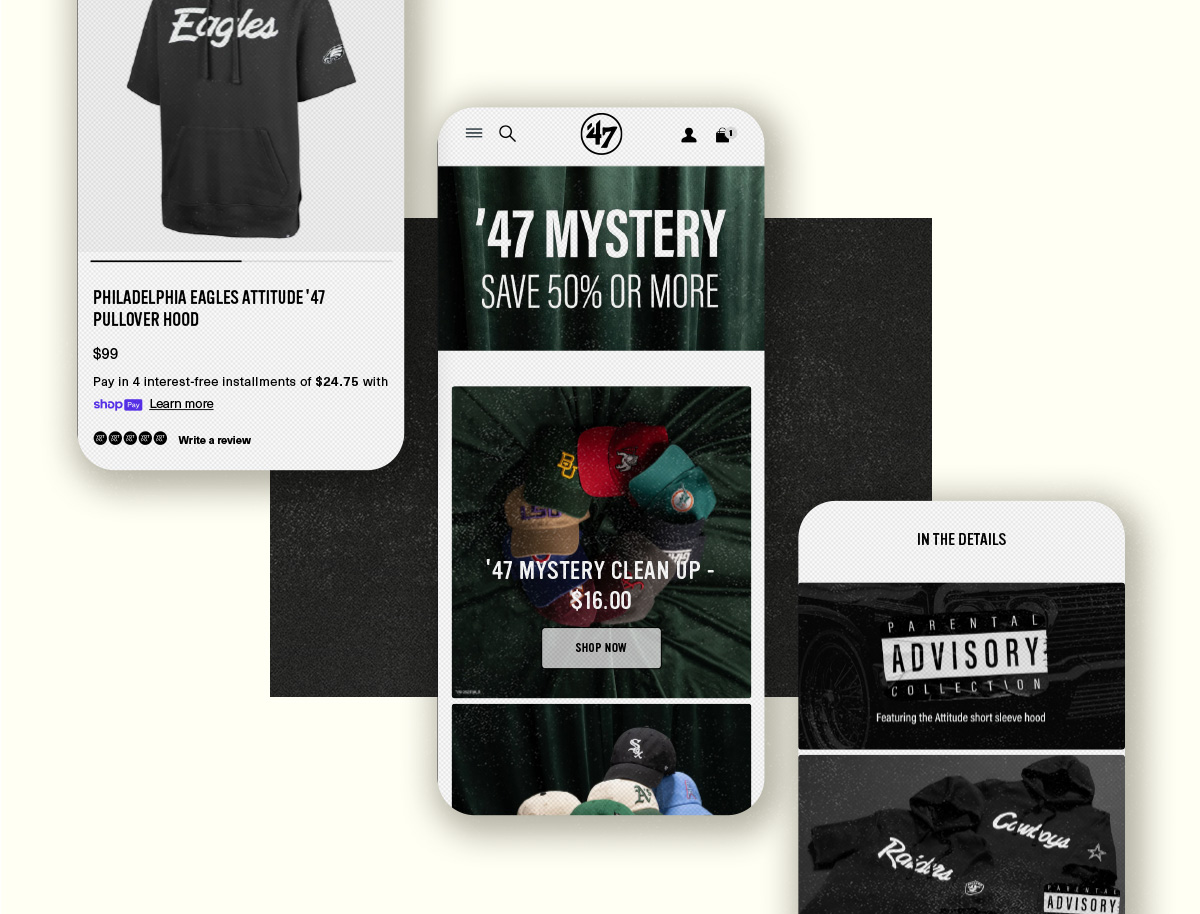 Eagles
PHILADELPHIA EAGLES ATTITUDE '47
PULLOVER HOOD
$99
Pay in 4 interest-free installments of $24.75 with
shop Pay Learn more
Write a review
'47
1
'47 MYSTERY
SAVE 50% OR MORE
'47 MYSTERY CLEAN UP -
$16.00
SHOP NOW
IN THE DETAILS
PARENTAL
ADVISORY
COLLECTION
Featuring the Attitude short sleeve hood
Cowboys
Raiders
PARENTAL
ADVISORY